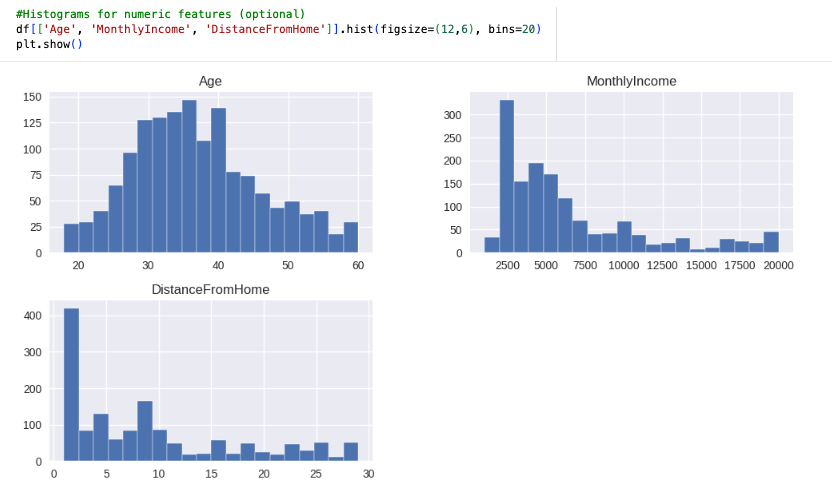 #Histograms for numeric features (optional)
df[['Age', 'MonthlyIncome', 'DistanceFromHome']].hist(figsize=(12,6), bins=20)
plt.show()
Age
150
125
100
75
50
25
0
20 30 40 50 60
MonthlyIncome
300
250
200
150
100
50
0
2500 5000 7500 10000 12500 15000 17500 20000
DistanceFromHome
400
300
200
100
0
0 5 10 15 20 25 30